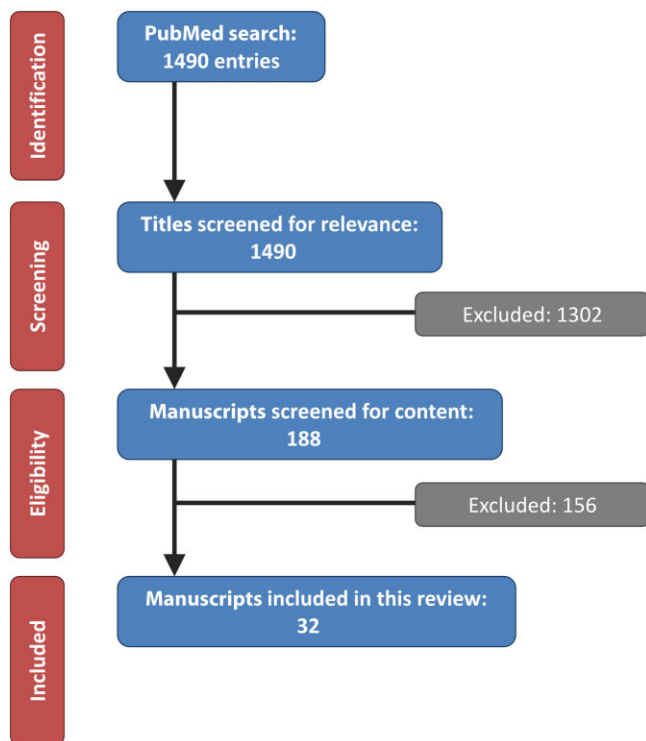 Identification
PubMed search:
1490 entries
Screening
Titles screened for relevance:
1490
Excluded: 1302
Eligibility
Manuscripts screened for content:
188
Excluded: 156
Included
Manuscripts included in this review:
32